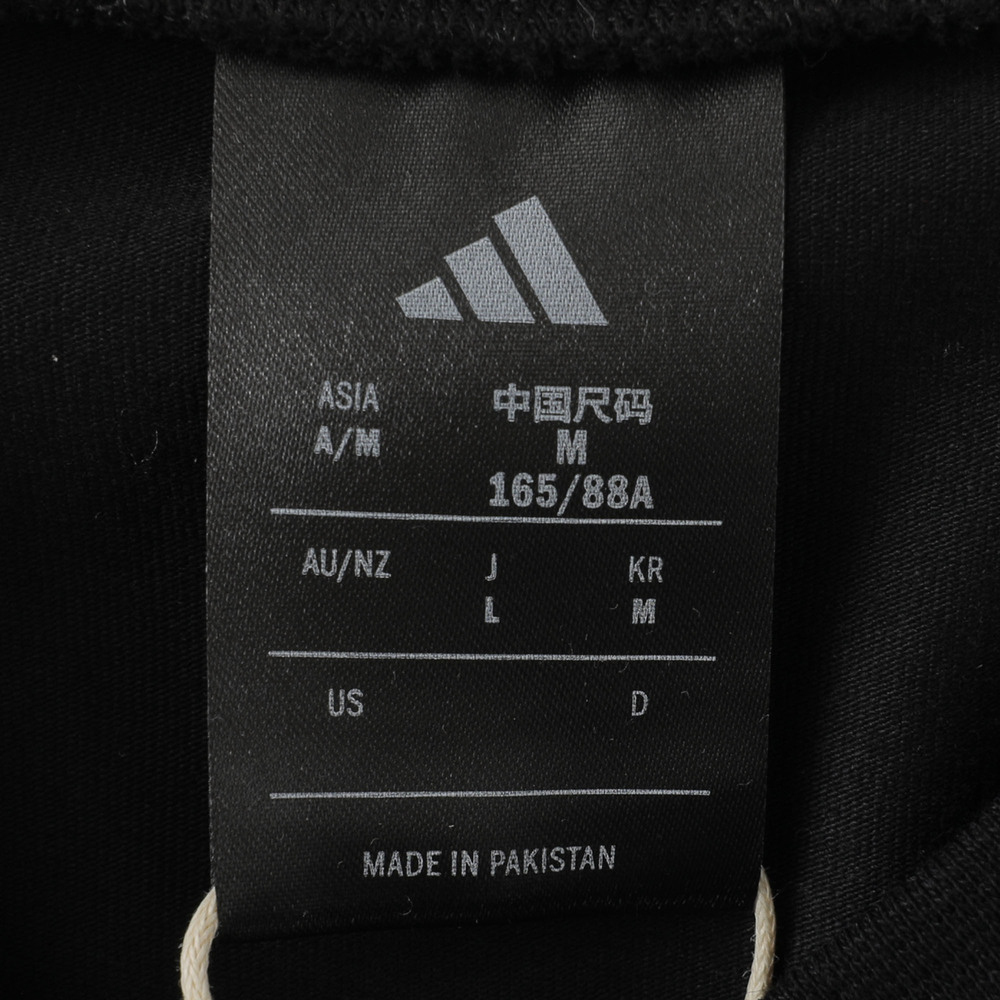 ASIA 中国尺码
A/M M
165/88A
AU/NZ J KR
L M
US D
MADE IN PAKISTAN